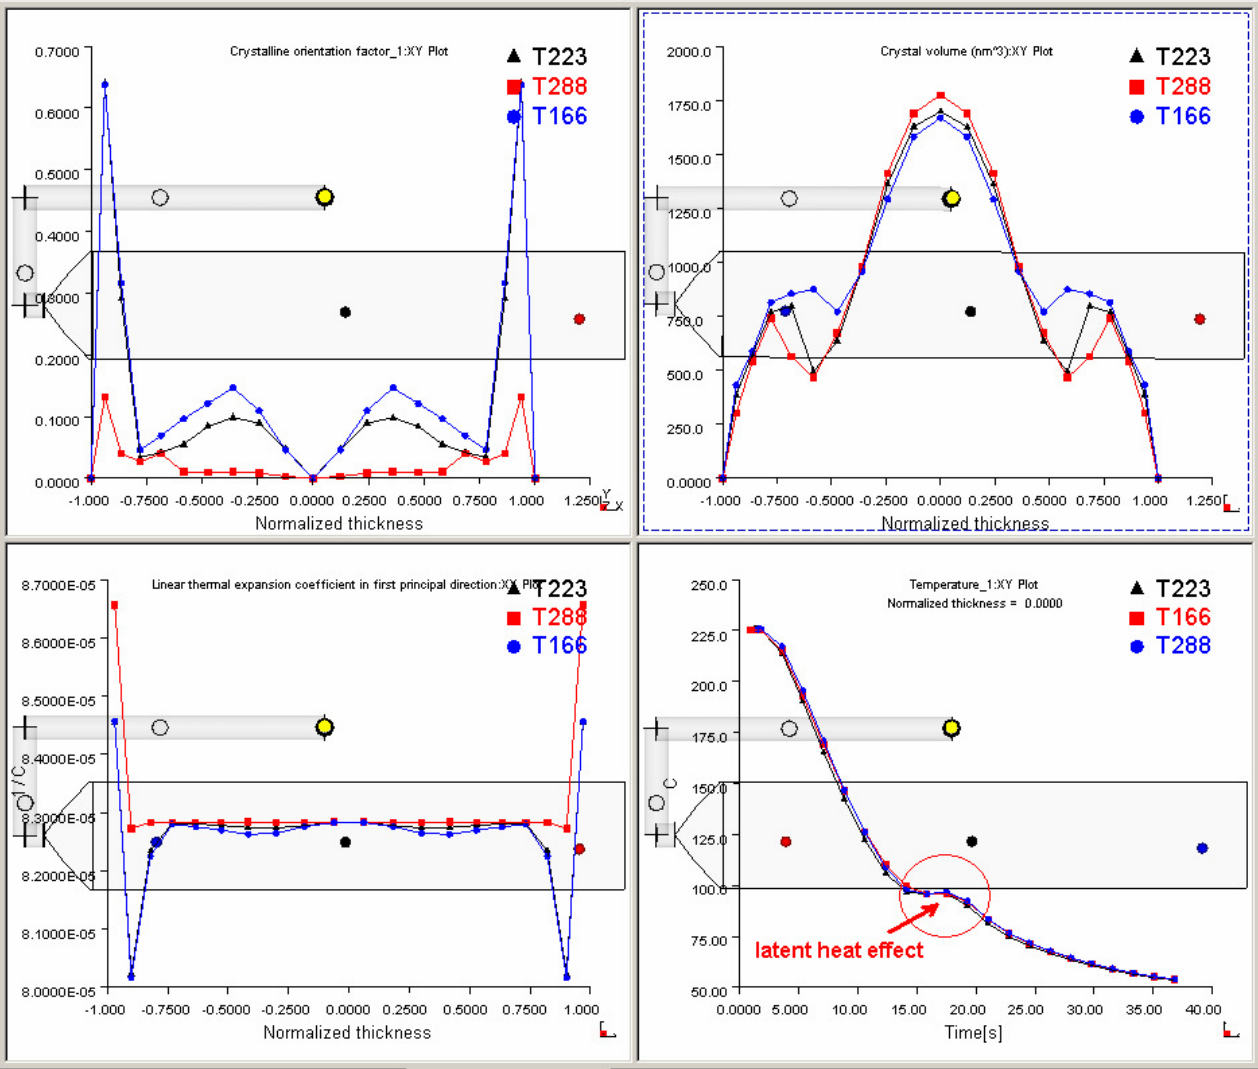 Crystalline orientation factor_1:XY Plot
T223
T288
T166
0.7000
0.6000
0.5000
0.4000
0.3000
0.2000
0.1000
0.0000
-1.000 -0.7500 -0.5000 -0.2500 0.000 0.2500 0.5000 0.7500 1.000 1.250
Normalized thickness
Y
Z X
Crystal volume (nm^3):XY Plot
T223
T288
T166
2000.0
1750.0
1500.0
1250.0
1000.0
750.0
500.0
250.0
0.0000
-1.000 -0.7500 -0.5000 -0.2500 0.0000 0.2500 0.5000 0.7500 1.000 1.250
Normalized thickness
Linear thermal expansion coefficient in first principal direction:XY Plot
T223
T288
T166
8.7000E-05
8.6000E-05
8.5000E-05
8.4000E-05
8.3000E-05
8.2000E-05
8.1000E-05
8.0000E-05
1 / C
-1.000 -0.7500 -0.5000 -0.2500 -0.000 0.2500 0.5000 0.7500 1.000
Normalized thickness
Temperature_1:XY Plot
Normalized thickness = 0.0000
T223
T166
T288
250.0
225.0
200.0
175.0
150.0
125.0
100.0
75.00
50.00
C
latent heat effect
0.0000 5.000 10.00 15.00 20.00 25.00 30.00 35.00 40.00
Time[s]